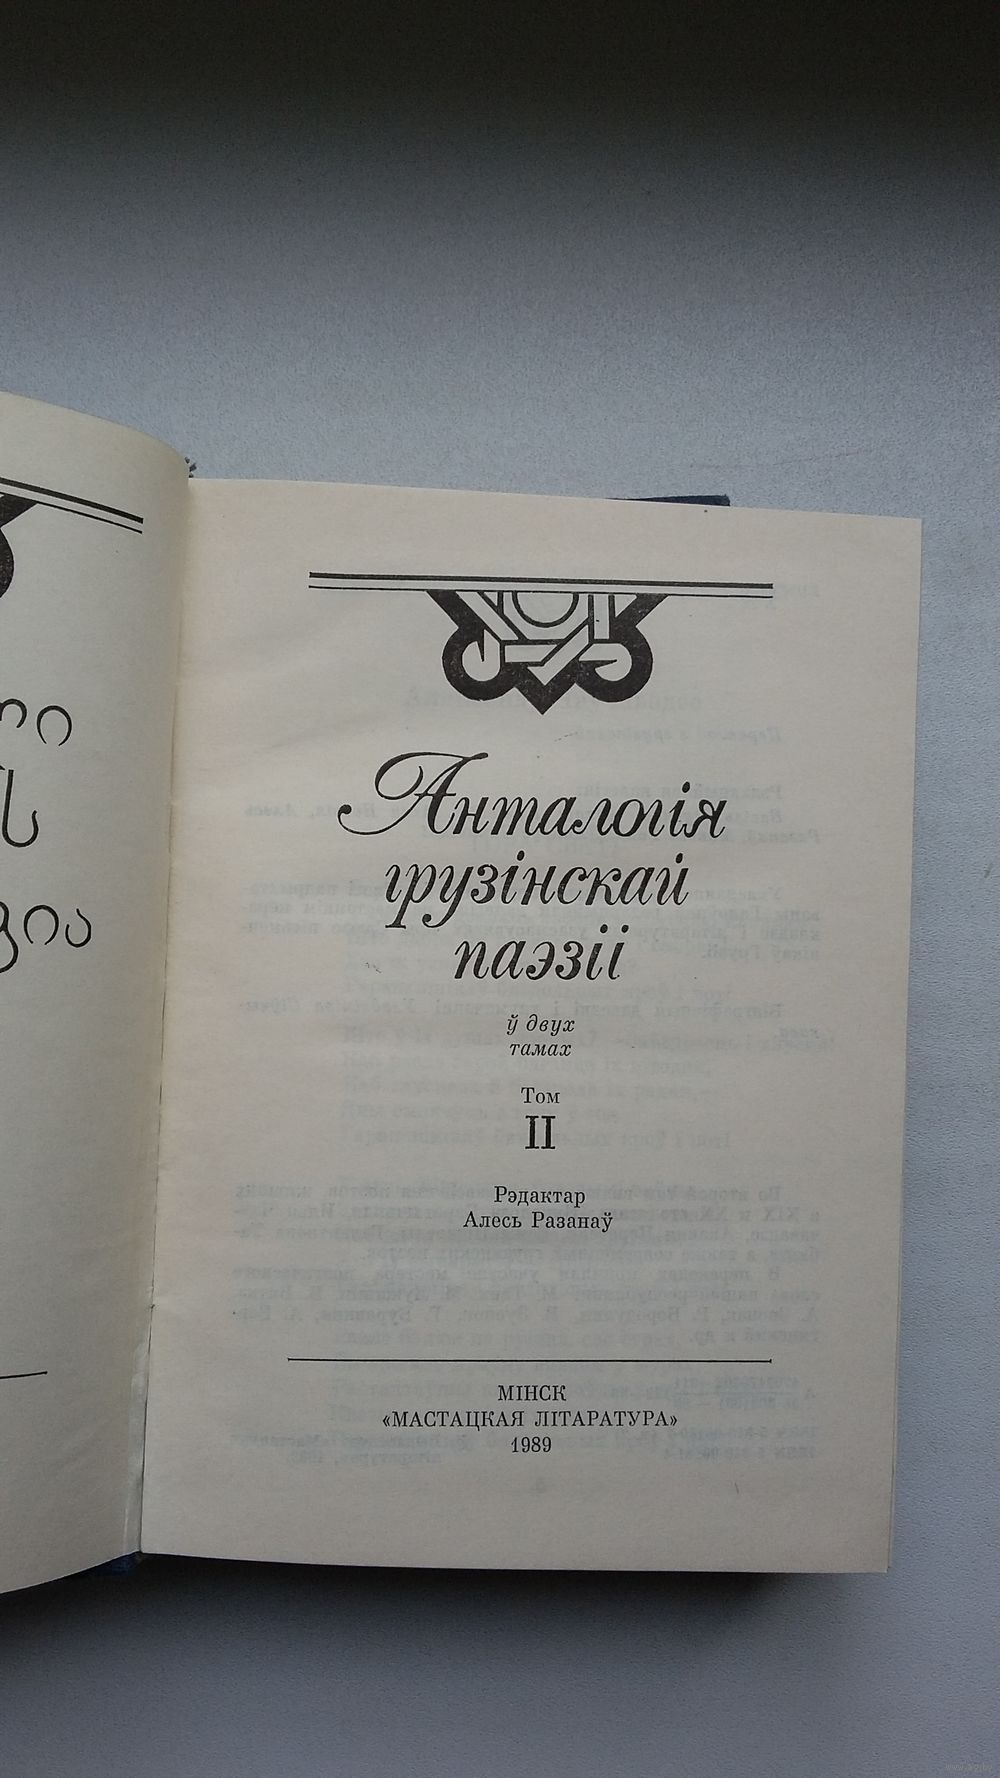 Анталогія
грузінскай
паэзіі
ў двух
тамах
Том
II
Рэдактар
Алесь Разанаў
МІНСК
«МАСТАЦКАЯ ЛІТАРАТУРА»
1989